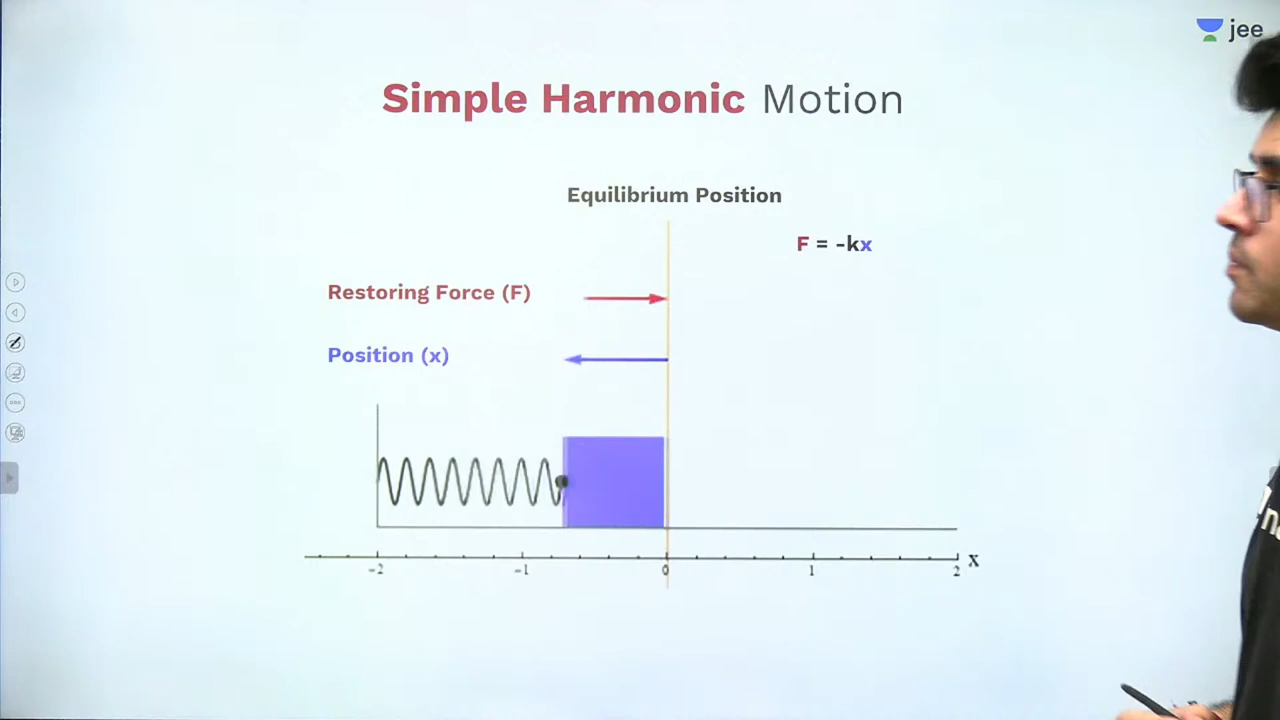 jee
Simple Harmonic Motion
Equilibrium Position
F = -kx
Restoring Force (F)
Position (x)
-2 -1 0 1 2 X